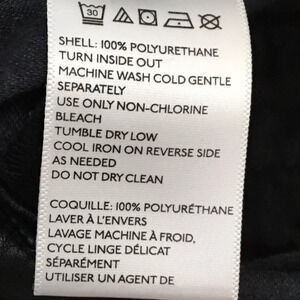 30
SHELL: 100% POLYURETHANE
TURN INSIDE OUT
MACHINE WASH COLD GENTLE
SEPARATELY
USE ONLY NON-CHLORINE
BLEACH
TUMBLE DRY LOW
COOL IRON ON REVERSE SIDE
AS NEEDED
DO NOT DRY CLEAN
COQUILLE: 100% POLYURÉTHANE
LAVER À L'ENVERS
LAVAGE MACHINE À FROID,
CYCLE LINGE DÉLICAT
SÉPARÉMENT
UTILISER UN AGENT DE